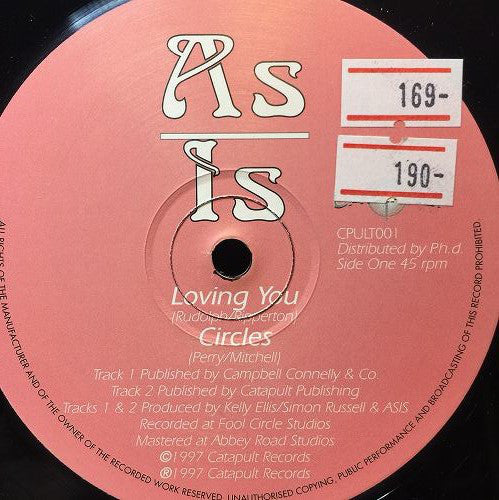 As
Is
169-
190-
CPULT001
Distributed by Ph.d
Side One 45 rpm
Loving You
(Rudolph/Ripperton)
Circles
(Perry/Mitchell)
Track 1 Published by Campbell Connelly & Co.
Track 2 Published by Catapult Publishing
Tracks 1 & 2 Produced by Kelly Ellis/Simon Russell & ASIS
Recorded at Fool Circle Studios
Mastered at Abbey Road Studios
©1997 Catapult Records
®1997 Catapult Records
ALL RIGHTS OF THE MANUFACTURER AND OF THE OWNER OF THE RECORDED WORK RESERVED. UNAUTHORISED COPYING, PUBLIC PERFORMANCE AND BROADCASTING OF THIS RECORD PROHIBITED